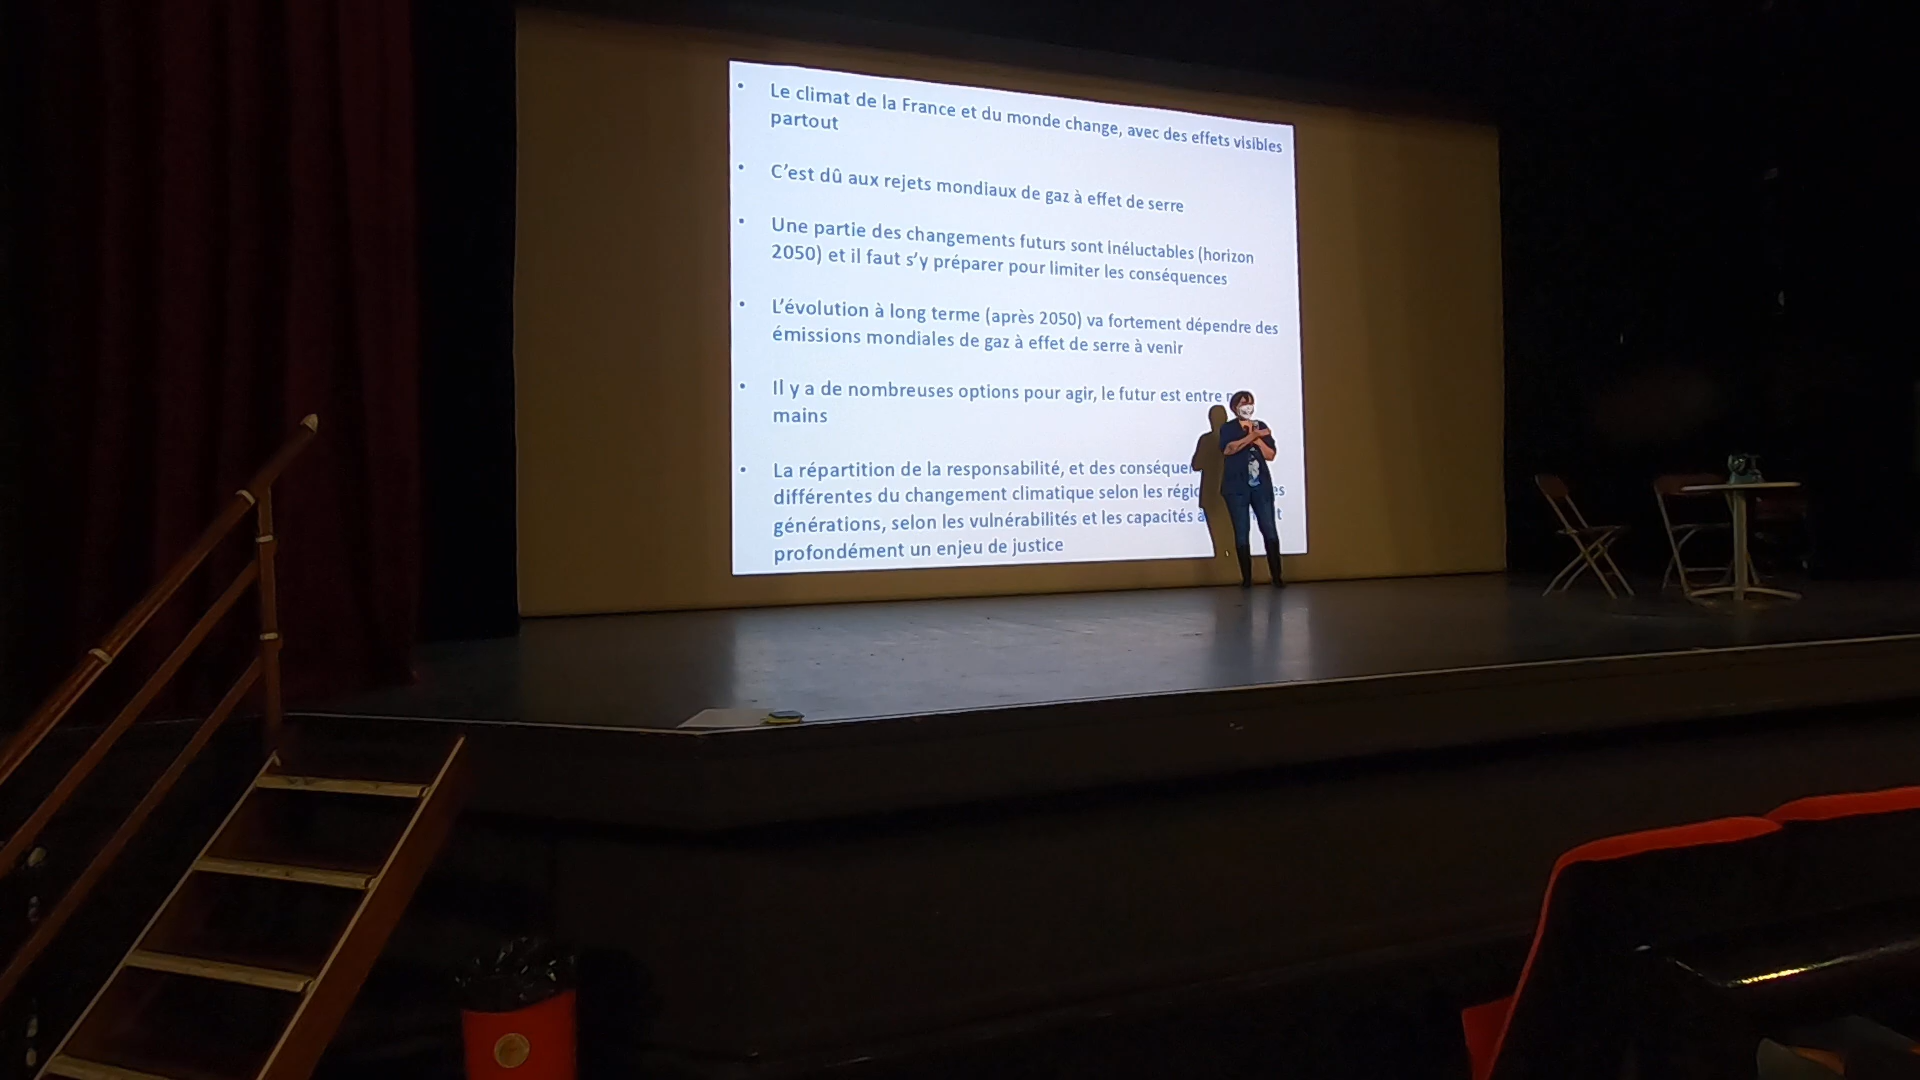 • Le climat de la France et du monde change, avec des effets visibles
partout
• C'est dû aux rejets mondiaux de gaz à effet de serre
• Une partie des changements futurs sont inéluctables (horizon
2050) et il faut s'y préparer pour limiter les conséquences
• L'évolution à long terme (après 2050) va fortement dépendre des
émissions mondiales de gaz à effet de serre à venir
• Il y a de nombreuses options pour agir, le futur est entre
mains
• La répartition de la responsabilité, et des
différentes du changement climatique selon les
générations, selon les vulnérabilités et les capacités
profondément un enjeu de justice